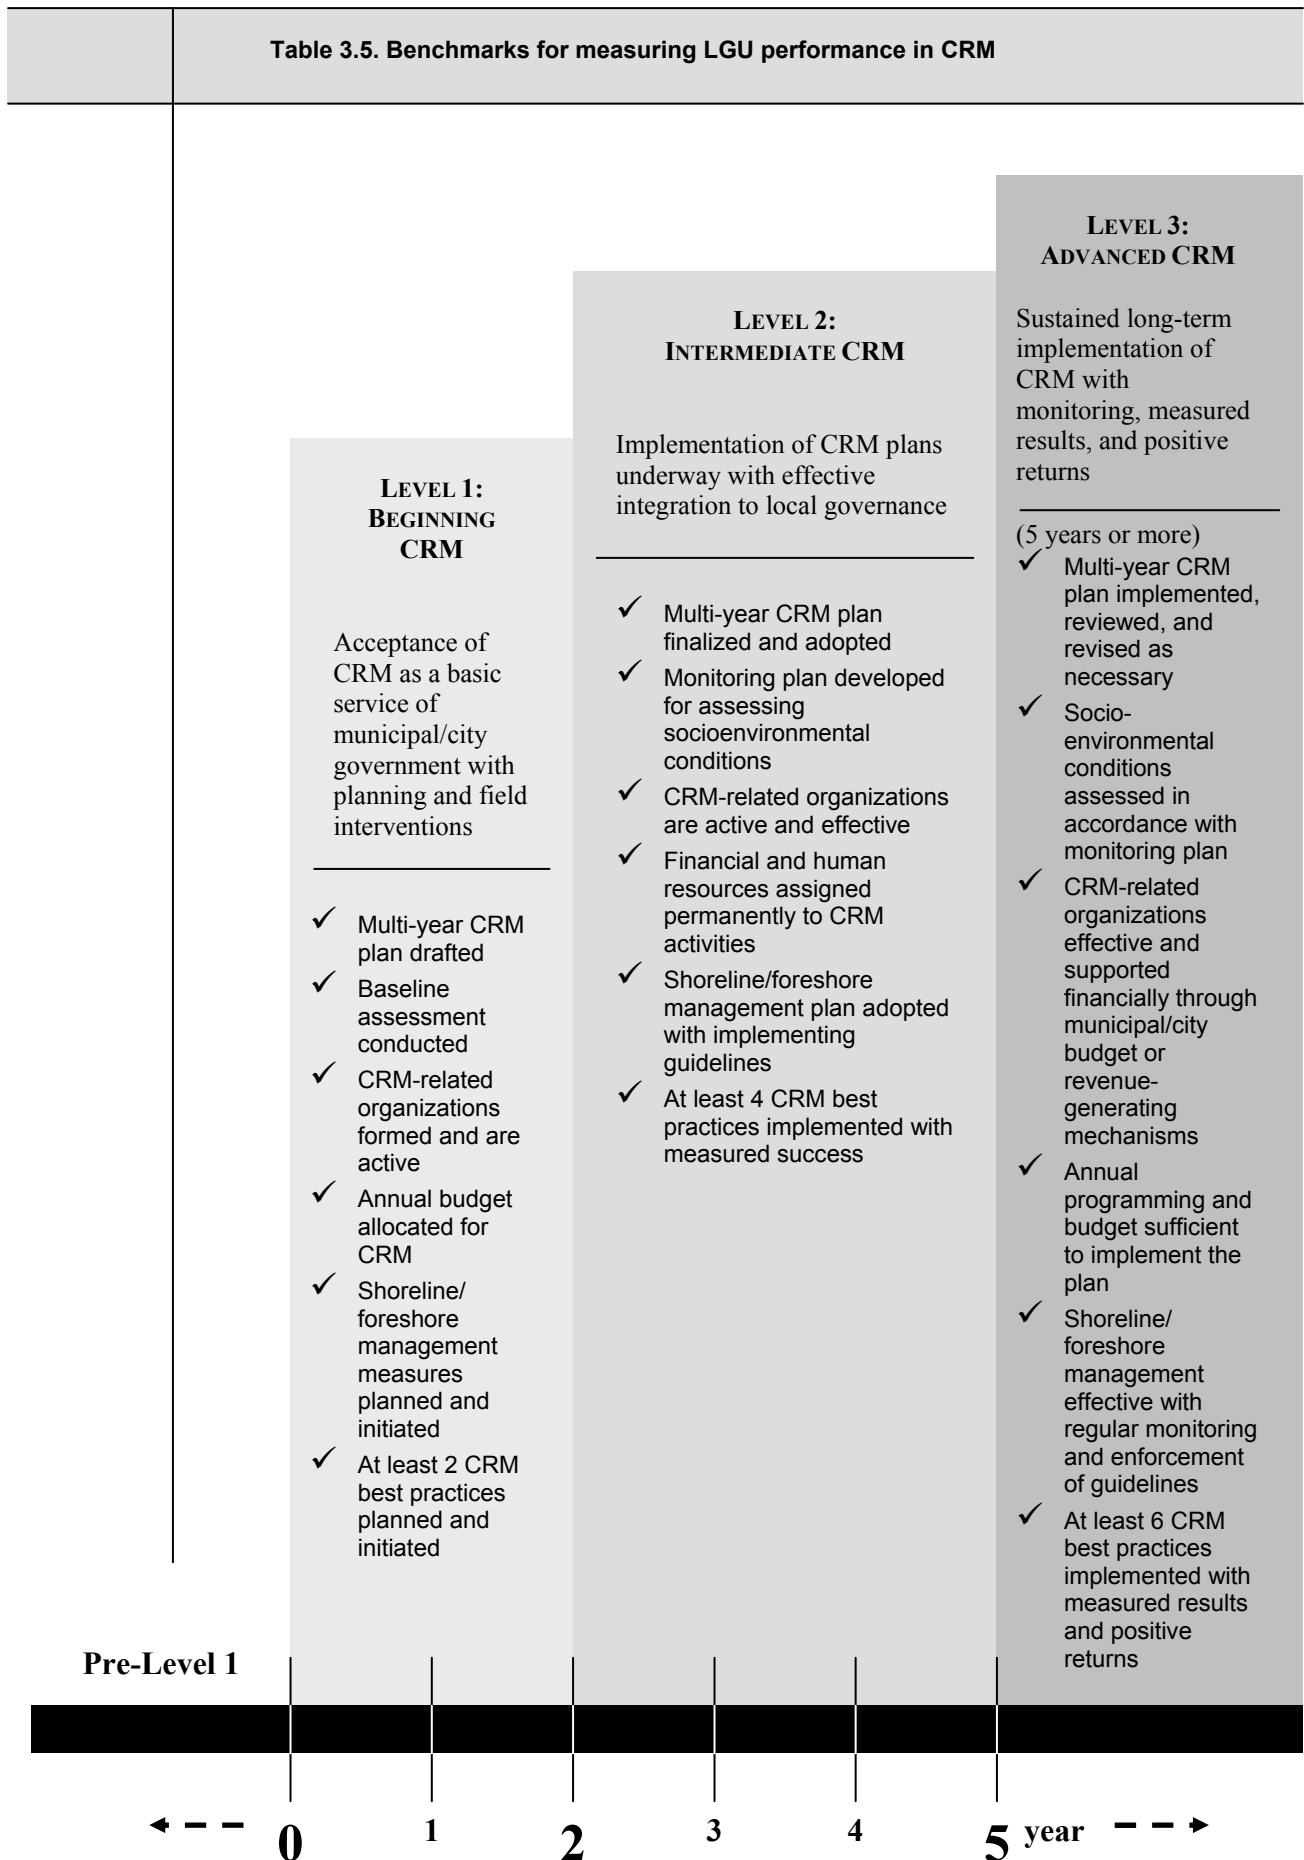 Table 3.5. Benchmarks for measuring LGU performance in CRM
LEVEL 1:
BEGINNING
CRM
Acceptance of
CRM as a basic
service of
municipal/city
government with
planning and field
interventions
✓ Multi-year CRM
plan drafted
✓ Baseline
assessment
conducted
✓ CRM-related
organizations
formed and are
active
✓ Annual budget
allocated for
CRM
✓ Shoreline/
foreshore
management
measures
planned and
initiated
✓ At least 2 CRM
best practices
planned and
initiated
LEVEL 2:
INTERMEDIATE CRM
Implementation of CRM plans
underway with effective
integration to local governance
✓ Multi-year CRM plan
finalized and adopted
✓ Monitoring plan developed
for assessing
socioenvironmental
conditions
✓ CRM-related organizations
are active and effective
✓ Financial and human
resources assigned
permanently to CRM
activities
✓ Shoreline/foreshore
management plan adopted
with implementing
guidelines
✓ At least 4 CRM best
practices implemented with
measured success
LEVEL 3:
ADVANCED CRM
Sustained long-term
implementation of
CRM with
monitoring, measured
results, and positive
returns
(5 years or more)
✓ Multi-year CRM
plan implemented,
reviewed, and
revised as
necessary
✓ Socio-
environmental
conditions
assessed in
accordance with
monitoring plan
✓ CRM-related
organizations
effective and
supported
financially through
municipal/city
budget or
revenue-
generating
mechanisms
✓ Annual
programming and
budget sufficient
to implement the
plan
✓ Shoreline/
foreshore
management
effective with
regular monitoring
and enforcement
of guidelines
✓ At least 6 CRM
best practices
implemented with
measured results
and positive
returns
Pre-Level 1
0 1 2 3 4 5 year